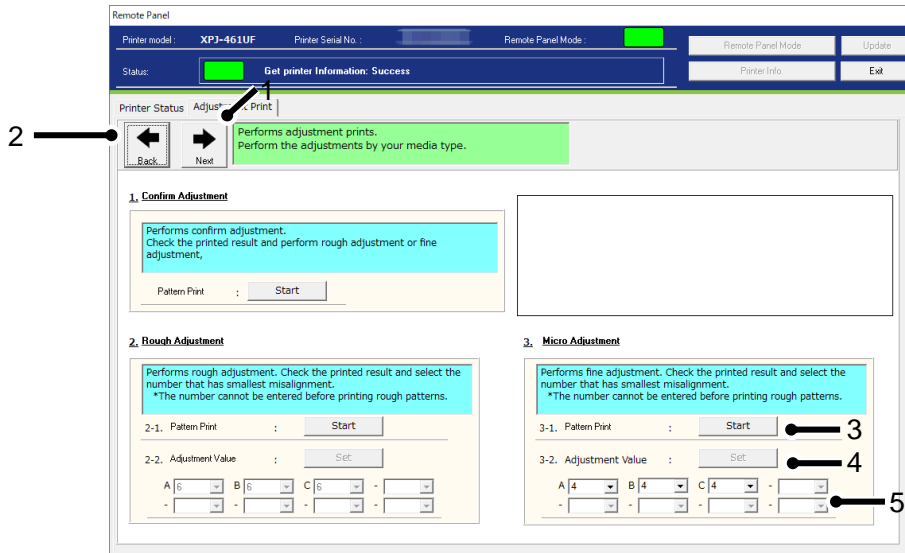 Remote Panel
Printer model : XPJ-461UF Printer Serial No. : Remote Panel Mode : Remote Panel Mode Update
Status: Get printer Information: Success Printer Info. Exit
1
Printer Status Adjustment Print
2
Back Next
Performs adjustment prints.
Perform the adjustments by your media type.
1. Confirm Adjustment
Performs confirm adjustment.
Check the printed result and perform rough adjustment or fine
adjustment,
Pattern Print : Start
2. Rough Adjustment
Performs rough adjustment. Check the printed result and select the
number that has smallest misalignment.
*The number cannot be entered before printing rough patterns.
2-1. Pattern Print : Start
2-2. Adjustment Value : Set
A 6 B 6 C 6 -
- - - -
3. Micro Adjustment
Performs fine adjustment. Check the printed result and select the
number that has smallest misalignment.
*The number cannot be entered before printing rough patterns.
3-1. Pattern Print : Start 3
3-2. Adjustment Value : Set 4
A 4 B 4 C 4 -
- - - - 5